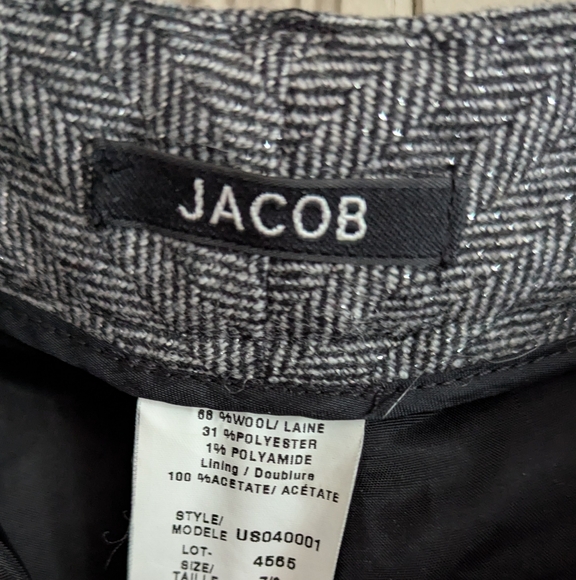 JACOB
68 %WOOL/ LAINE
31 %POLYESTER
1% POLYAMIDE
Lining / Doublure
100 %ACETATE/ ACÉTATE
STYLE/
MODELE US040001
LOT- 4565
SIZE/
TAILLE